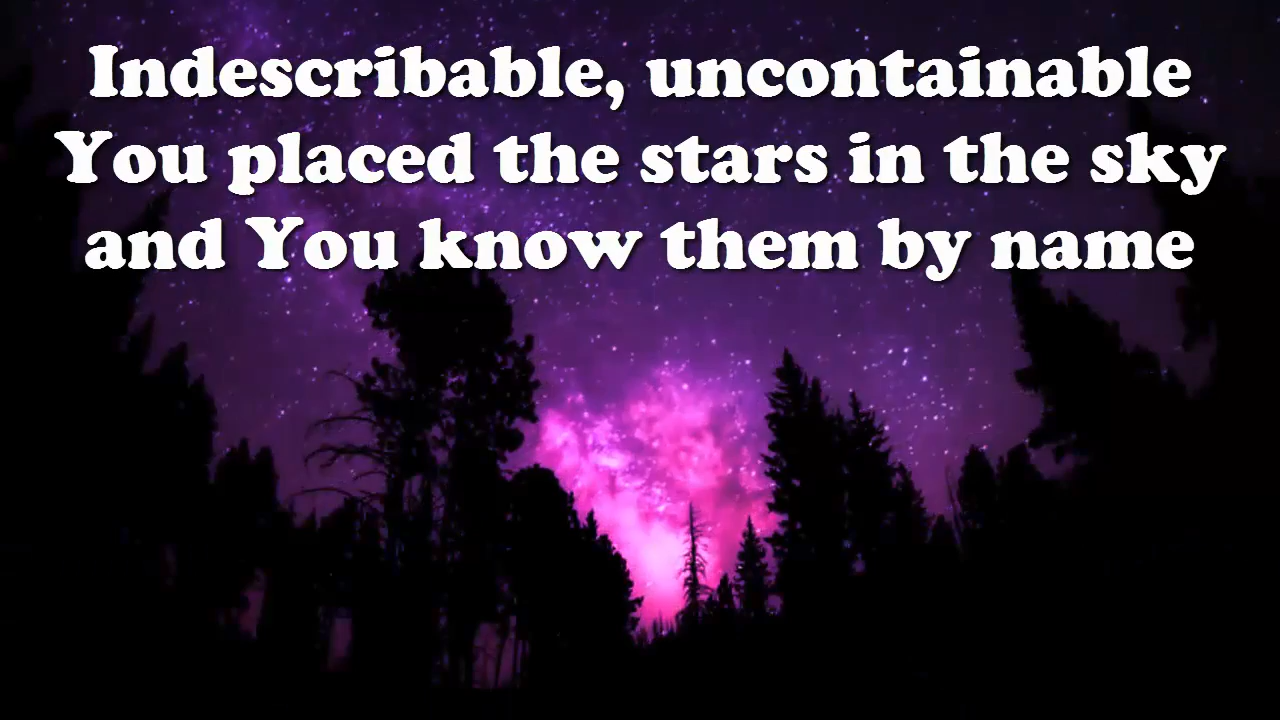 Indescribable, uncontainable
You placed the stars in the sky
and You know them by name